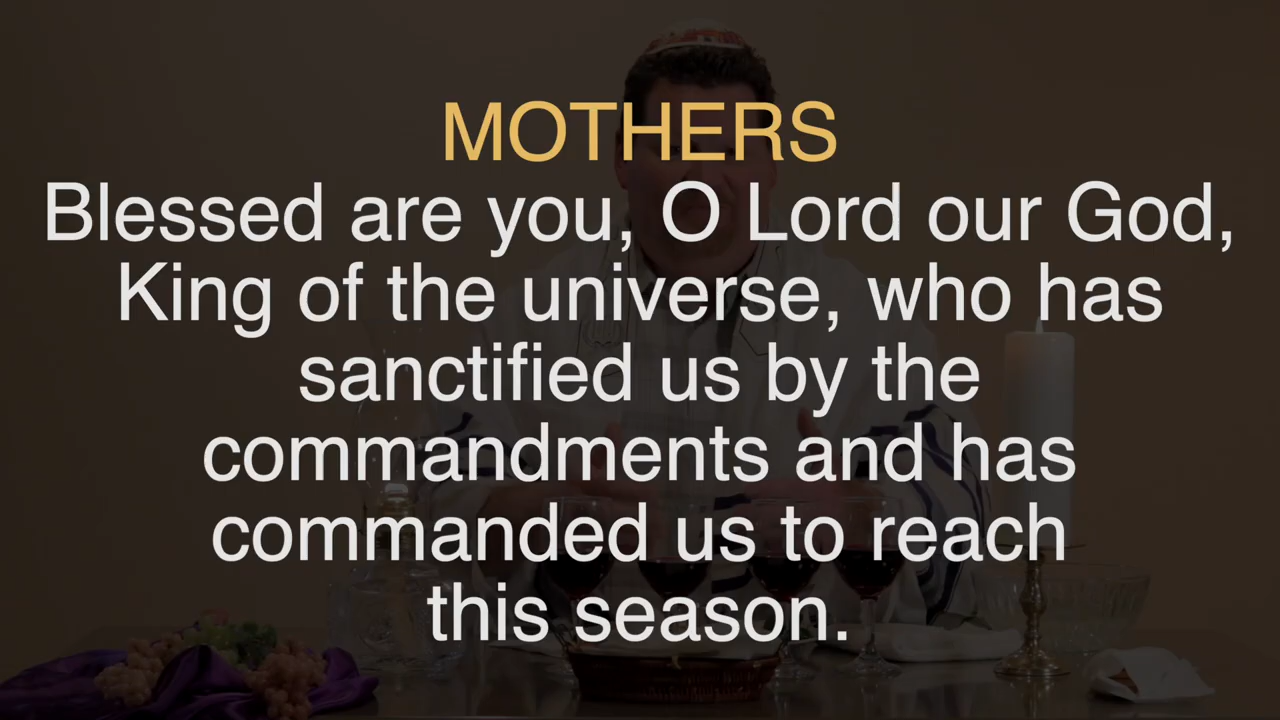 MOTHERS
Blessed are you, O Lord our God,
King of the universe, who has
sanctified us by the
commandments and has
commanded us to reach
this season.